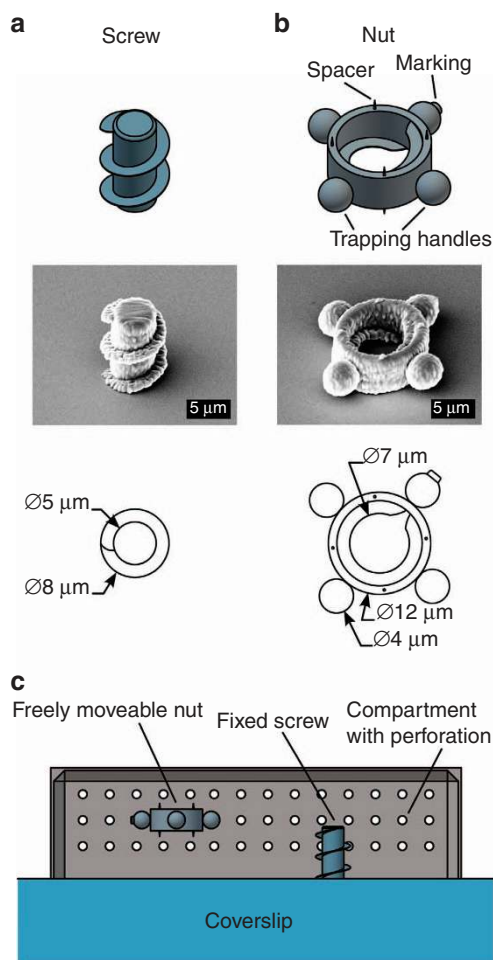 a
Screw
b
Nut
Spacer
Marking
Trapping handles
5 μm
5 μm
∅5 μm
∅8 μm
∅7 μm
∅12 μm
∅4 μm
c
Freely moveable nut
Fixed screw
Compartment
with perforation
Coverslip